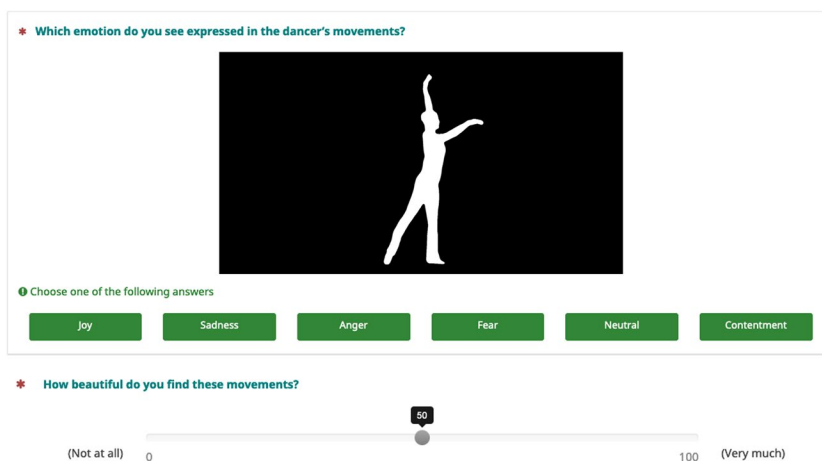 * Which emotion do you see expressed in the dancer's movements?
Choose one of the following answers
Joy Sadness Anger Fear Neutral Contentment
* How beautiful do you find these movements?
50
(Not at all) 0 100 (Very much)